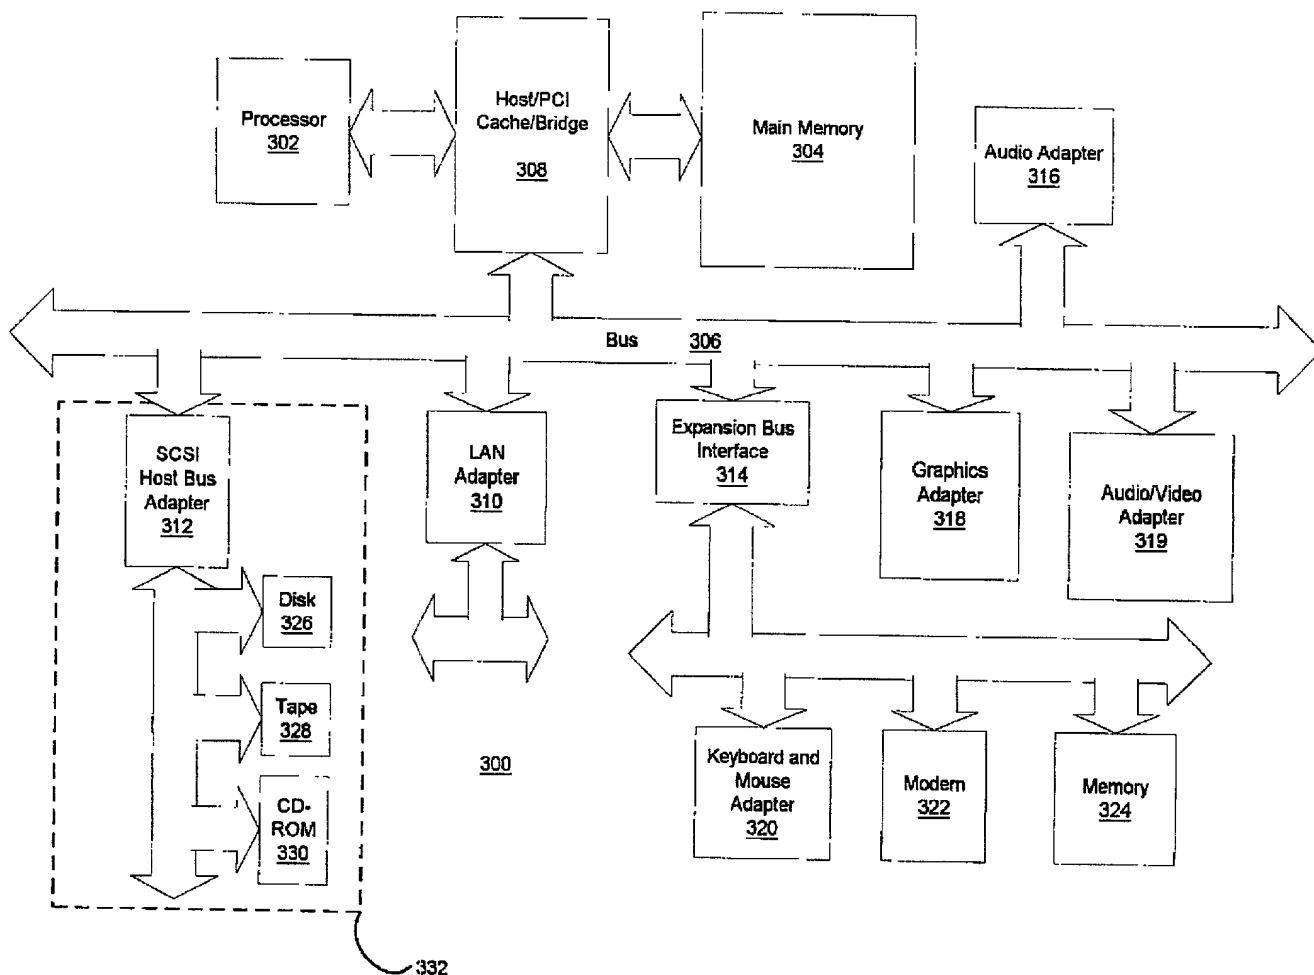 Processor
302
Host/PCI
Cache/Bridge
308
Main Memory
304
Audio Adapter
316
Bus 306
SCSI
Host Bus
Adapter
312
LAN
Adapter
310
Expansion Bus
Interface
314
Graphics
Adapter
318
Audio/Video
Adapter
319
Disk
326
Tape
328
CD-
ROM
330
300
Keyboard and
Mouse
Adapter
320
Modem
322
Memory
324
332